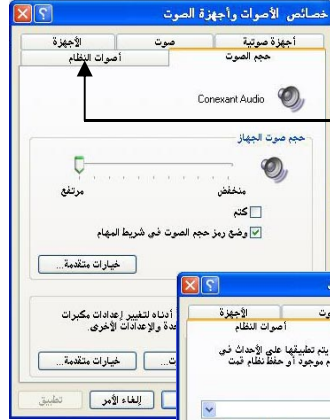 خصائص الأصوات وأجهزة الصوت
أجهزة صوتية صوت الأجهزة
حجم الصوت أصوات النظام
Conexant Audio
حجم صوت الجهاز
منخفض مرتفع
كتم
وضع رمز حجم الصوت في شريط المهام
خيارات متقدمة...
أدناه لتغيير إعدادات مكبرات
والإعدادات الأخرى.
خيارات متقدمة...
إلغاء الأمر تطبيق
الأجهزة
أصوات النظام
يتم تطبيقها على الأحداث في
موجود أو حفظ نظام تمت